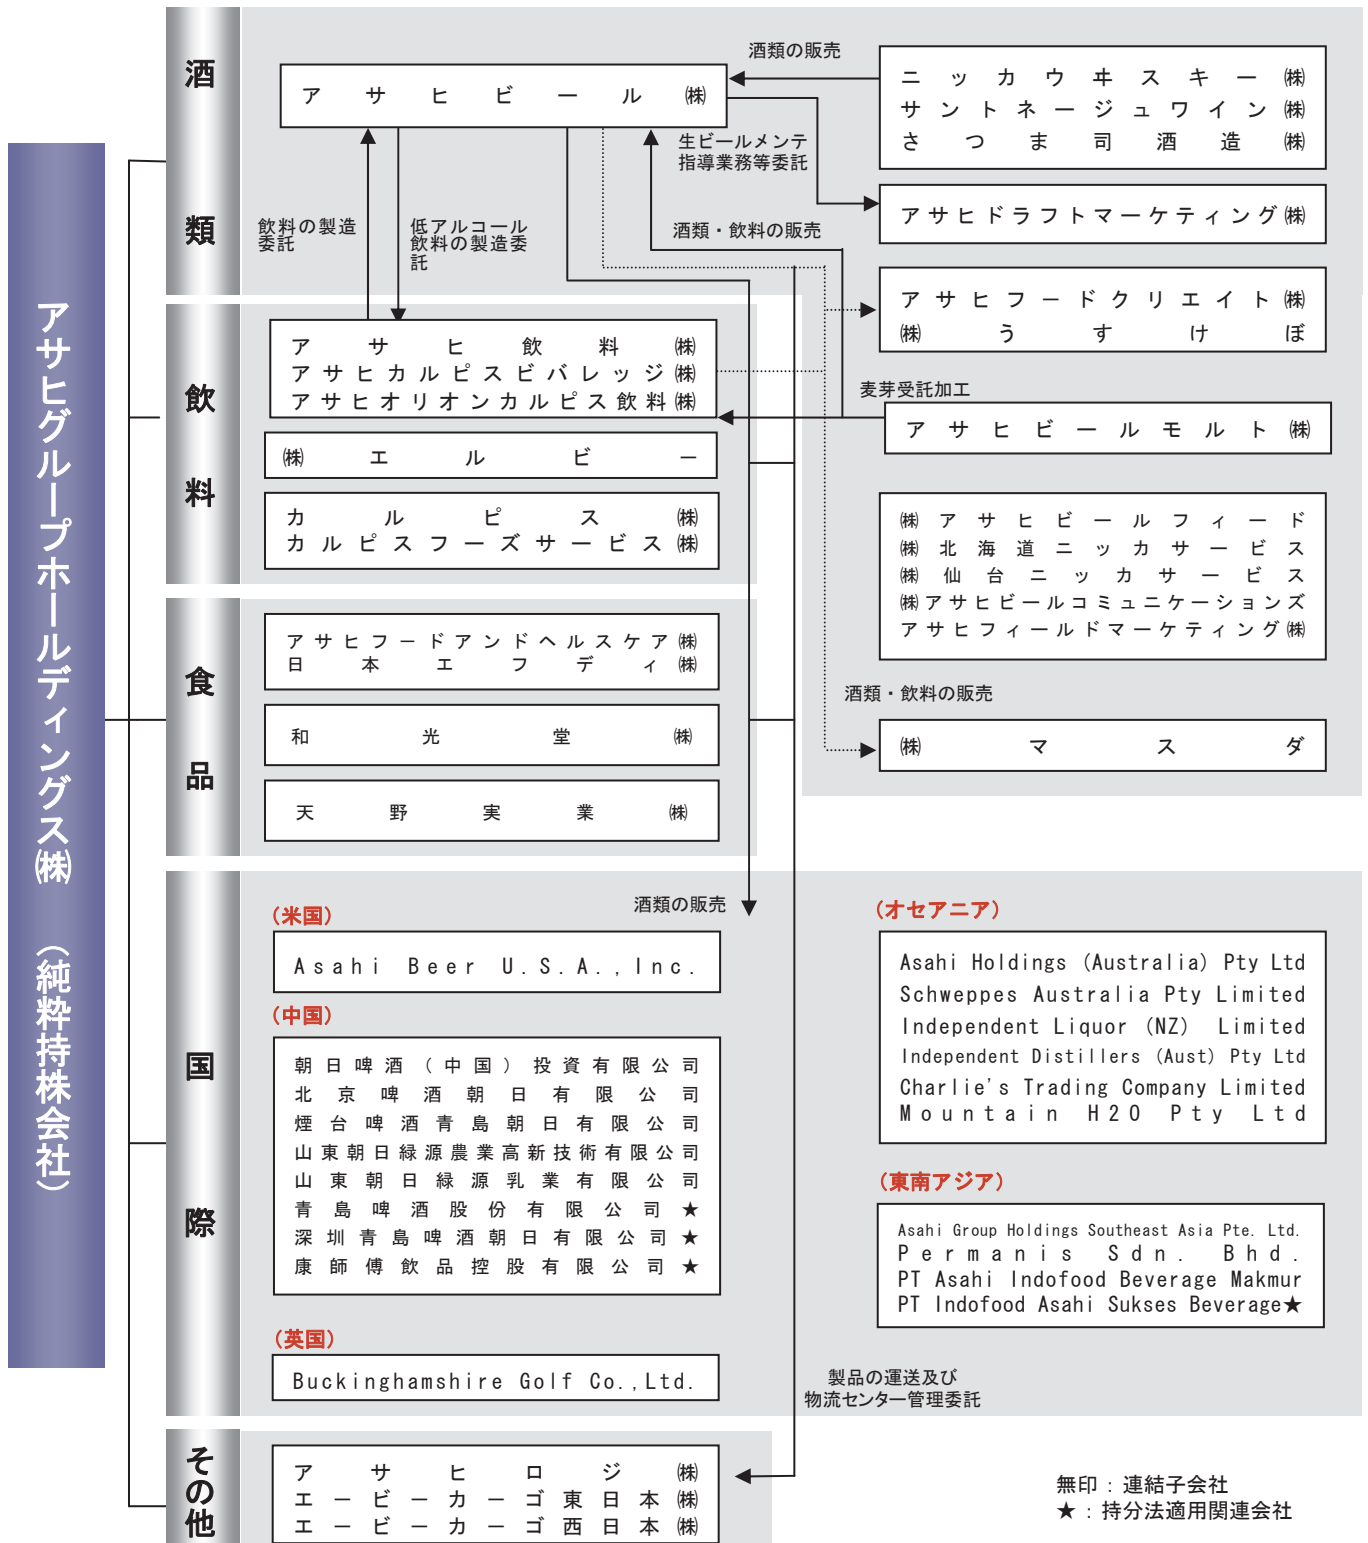 アサヒグループホールディングス㈱ (純粋持株会社)
酒類
酒類の販売
アサヒビール㈱
ニッカウヰスキー㈱
サントネージュワイン㈱
さつま司酒造㈱
生ビールメンテ
指導業務等委託
アサヒドラフトマーケティング㈱
飲料の製造
委託
低アルコール
飲料の製造委
託
酒類・飲料の販売
アサヒフードクリエイト㈱
㈱うすけぼ
飲料
アサヒ飲料㈱
アサヒカルピスビバレッジ㈱
アサヒオリオンカルピス飲料㈱
麦芽受託加工
アサヒビールモルト㈱
㈱エルビー
カルピス㈱
カルピスフーズサービス㈱
㈱アサヒビールフィード
㈱北海道ニッカサービス
㈱仙台ニッカサービス
㈱アサヒビールコミュニケーションズ
アサヒフィールドマーケティング㈱
食品
アサヒフードアンドヘルスケア㈱
日本エフディ㈱
和光堂㈱
天野実業㈱
酒類・飲料の販売
㈱マスダ
国際
酒類の販売
(米国)
Asahi Beer U.S.A.,Inc.
(中国)
朝日啤酒(中国)投資有限公司
北京啤酒朝日有限公司
煙台啤酒青島朝日有限公司
山東朝日緑源農業高新技術有限公司
山東朝日緑源乳業有限公司
青島啤酒股份有限公司★
深圳青島啤酒朝日有限公司★
康師傅飲品控股有限公司★
(英国)
Buckinghamshire Golf Co.,Ltd.
(オセアニア)
Asahi Holdings (Australia) Pty Ltd
Schweppes Australia Pty Limited
Independent Liquor (NZ) Limited
Independent Distillers (Aust) Pty Ltd
Charlie's Trading Company Limited
Mountain H2O Pty Ltd
(東南アジア)
Asahi Group Holdings Southeast Asia Pte. Ltd.
Permanis Sdn. Bhd.
PT Asahi Indofood Beverage Makmur
PT Indofood Asahi Sukses Beverage★
製品の運送及び
物流センター管理委託
その他
アサヒロジ㈱
エービーカーゴ東日本㈱
エービーカーゴ西日本㈱
無印：連結子会社
★：持分法適用関連会社